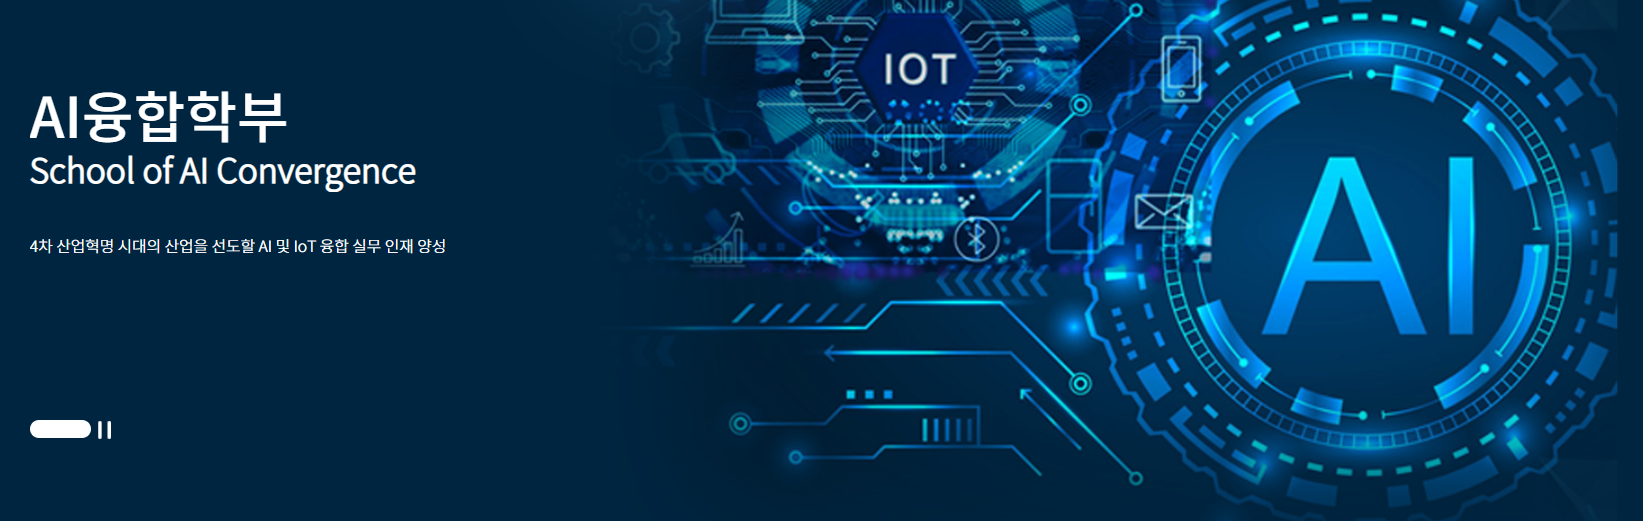 AI융합학부
School of AI Convergence
4차 산업혁명 시대의 산업을 선도할 AI 및 IoT 융합 실무 인재 양성
IOT
AI